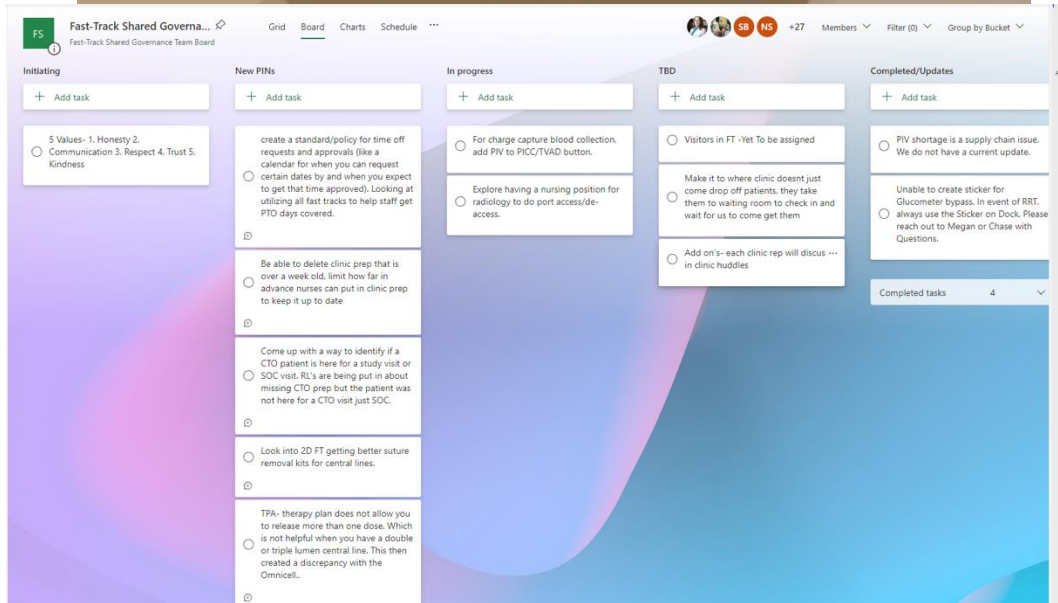 FS
Fast-Track Shared Governa...
Fast-Track Shared Governance Team Board
Grid Board Charts Schedule ...
SB NS +27 Members Filter (0) Group by Bucket
Initiating
+ Add task
5 Values- 1. Honesty 2.
Communication 3. Respect 4. Trust 5.
Kindness
New PINs
+ Add task
create a standard/policy for time off
requests and approvals (like a
calendar for when you can request
certain dates by and when you expect
to get that time approved). Looking at
utilizing all fast tracks to help staff get
PTO days covered.
Be able to delete clinic prep that is
over a week old, limit how far in
advance nurses can put in clinic prep
to keep it up to date
Come up with a way to identify if a
CTO patient is here for a study visit or
SOC visit. RL's are being put in about
missing CTO prep but the patient was
not here for a CTO visit just SOC.
Look into 2D FT getting better suture
removal kits for central lines.
TPA- therapy plan does not allow you
to release more than one dose. Which
is not helpful when you have a double
or triple lumen central line. This then
created a discrepancy with the
Omnicell..
In progress
+ Add task
For charge capture blood collection.
add PIV to PICC/TVAD button.
Explore having a nursing position for
radiology to do port access/de-
access.
TBD
+ Add task
Visitors in FT -Yet To be assigned
Make it to where clinic doesnt just
come drop off patients, they take
them to waiting room to check in and
wait for us to come get them
Add on's- each clinic rep will discus ...
in clinic huddles
Completed/Updates
+ Add task
PIV shortage is a supply chain issue.
We do not have a current update.
Unable to create sticker for
Glucometer bypass. In event of RRT,
always use the Sticker on Dock. Please
reach out to Megan or Chase with
Questions.
Completed tasks 4